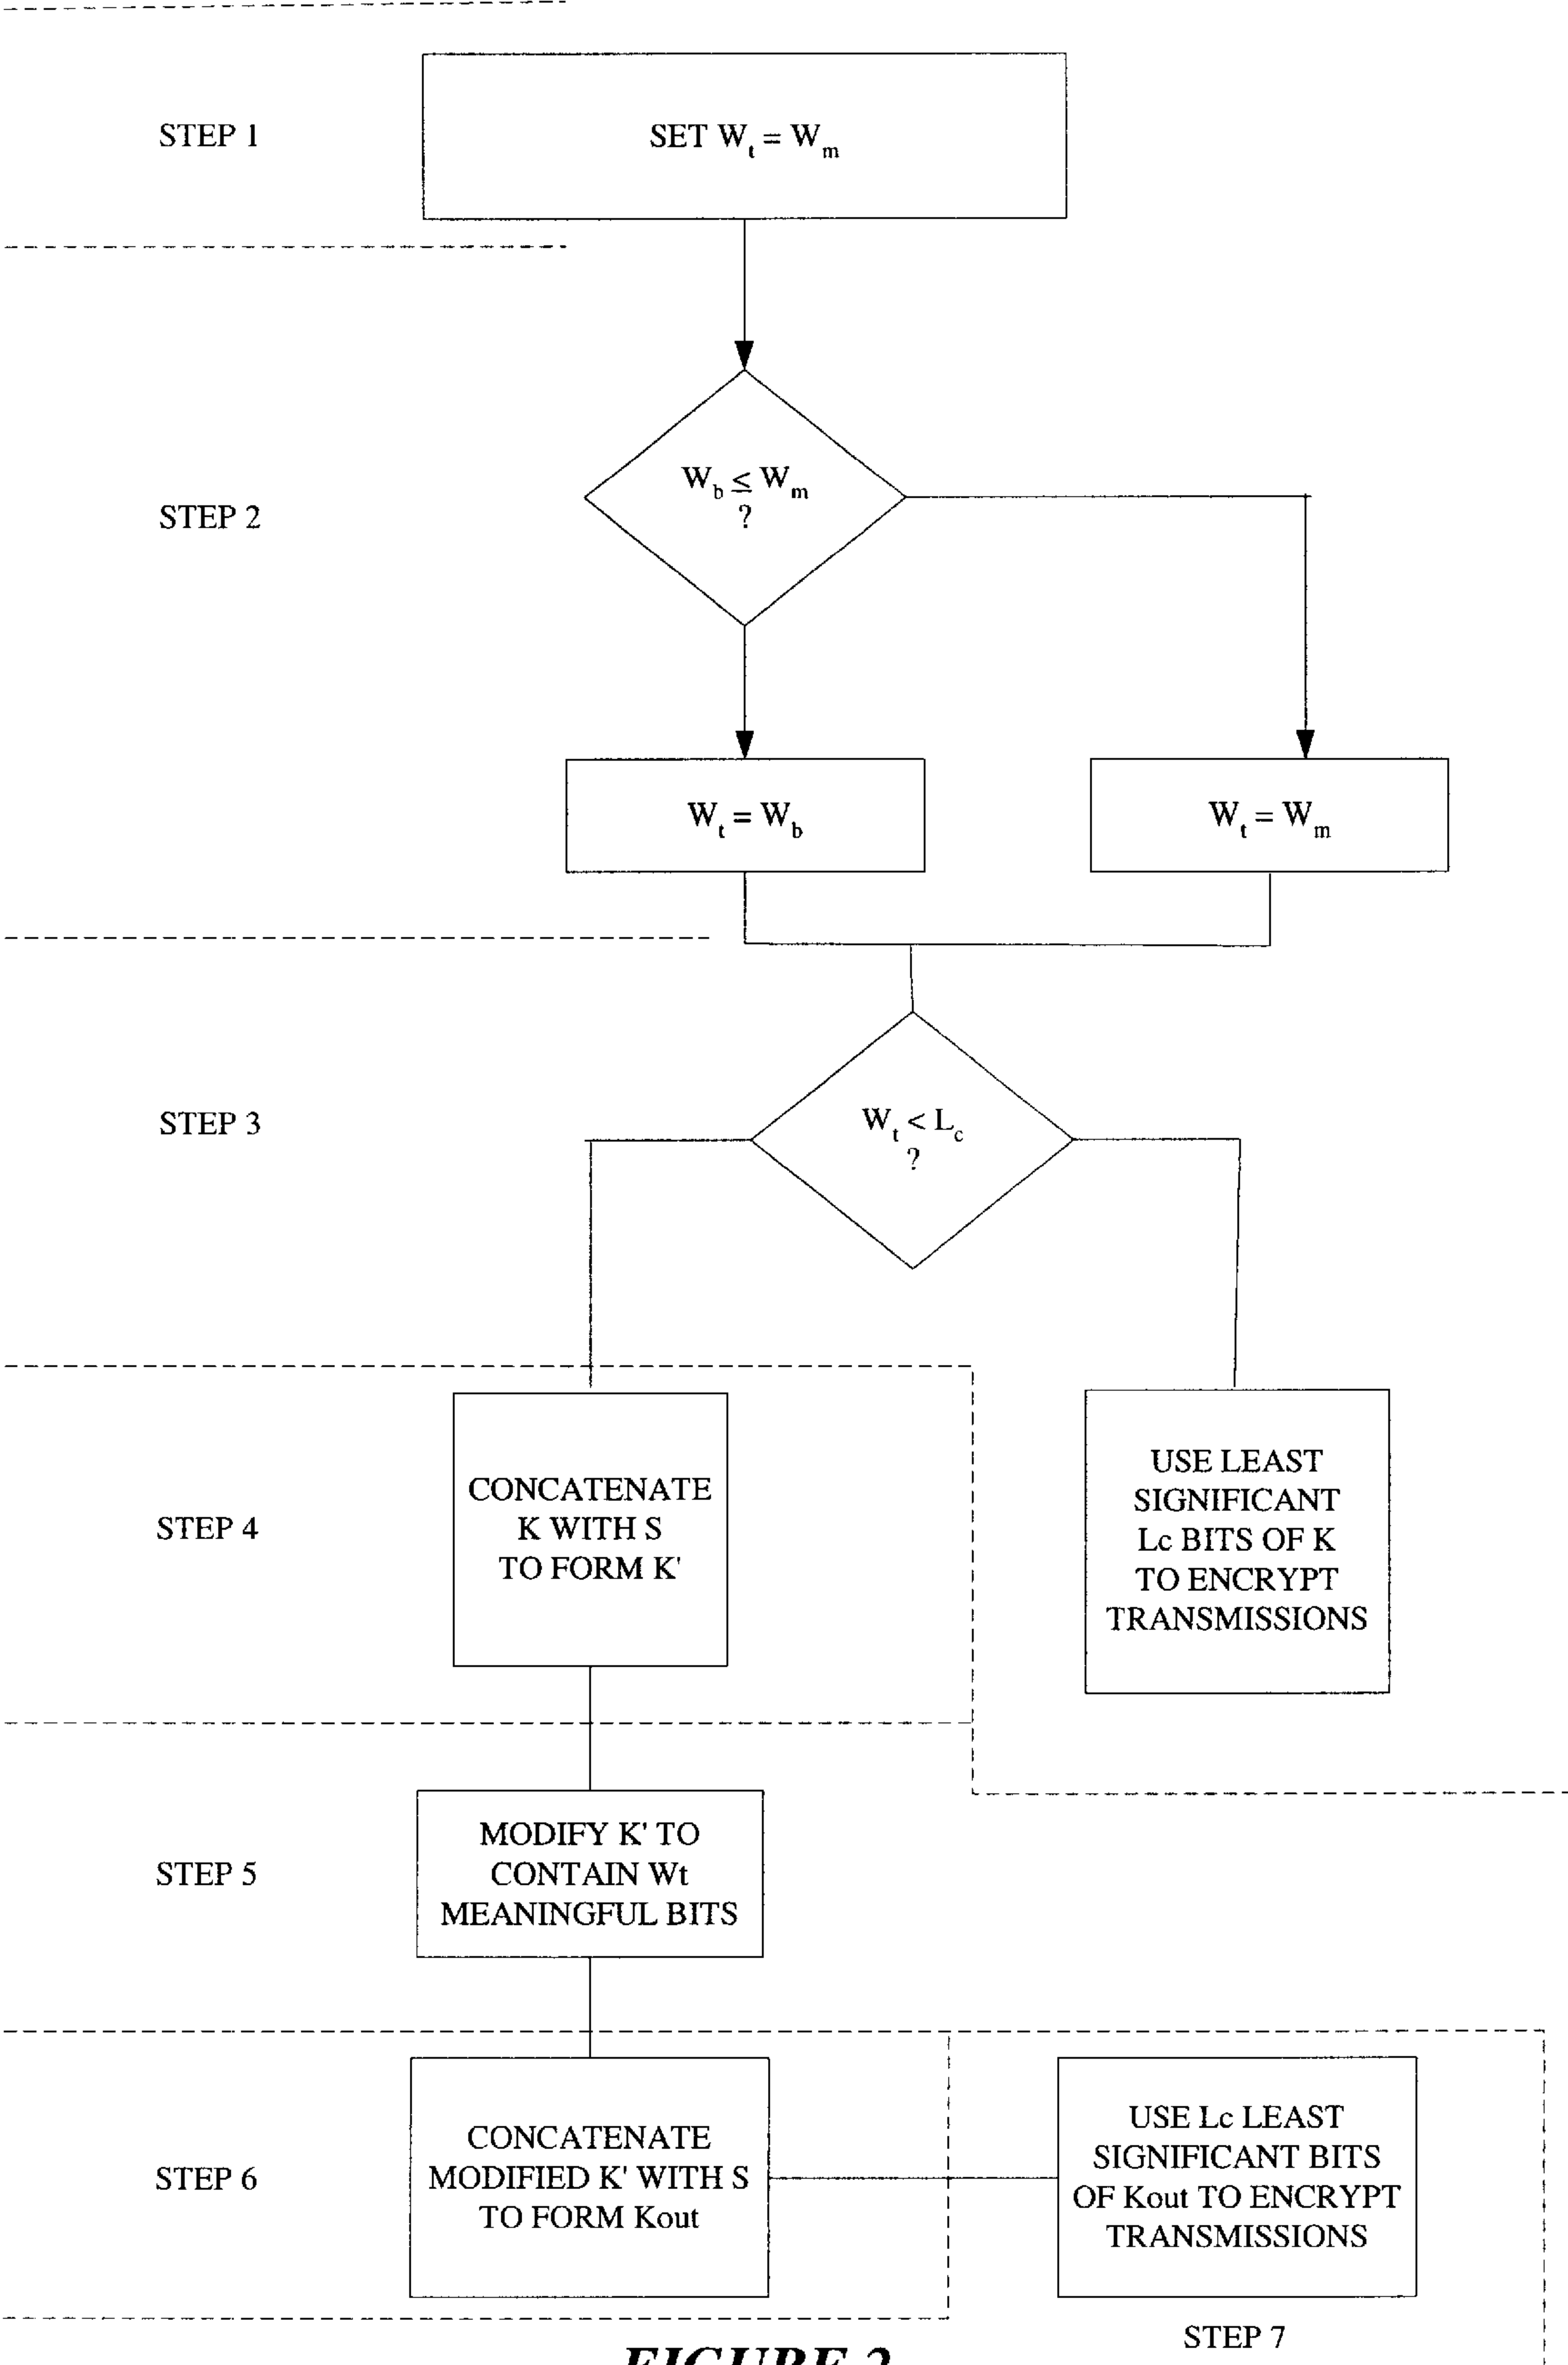 STEP 1
SET Wt = Wm
STEP 2
Wb ≤ Wm
?
Wt = Wb
Wt = Wm
STEP 3
Wt < Lc
?
STEP 4
CONCATENATE
K WITH S
TO FORM K'
USE LEAST
SIGNIFICANT
Lc BITS OF K
TO ENCRYPT
TRANSMISSIONS
STEP 5
MODIFY K' TO
CONTAIN Wt
MEANINGFUL BITS
STEP 6
CONCATENATE
MODIFIED K' WITH S
TO FORM Kout
USE Lc LEAST
SIGNIFICANT BITS
OF Kout TO ENCRYPT
TRANSMISSIONS
STEP 7
FIGURE 2